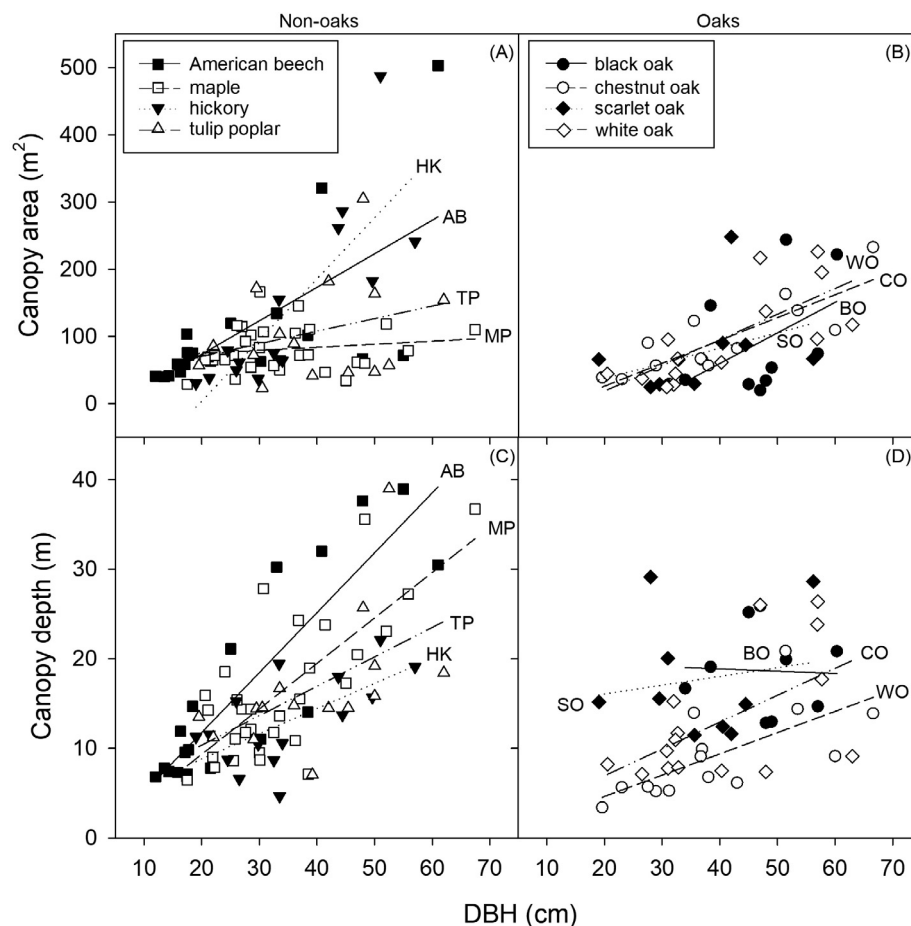 Non-oaks
Oaks
American beech
maple
hickory
tulip poplar
(A)
HK
AB
TP
MP
500
400
300
200
100
0
Canopy area (m²)
black oak
chestnut oak
scarlet oak
white oak
(B)
WO
CO
BO
SO
(C)
AB
MP
TP
HK
40
30
20
10
0
Canopy depth (m)
10 20 30 40 50 60 70
(D)
BO
CO
SO
WO
10 20 30 40 50 60 70
DBH (cm)